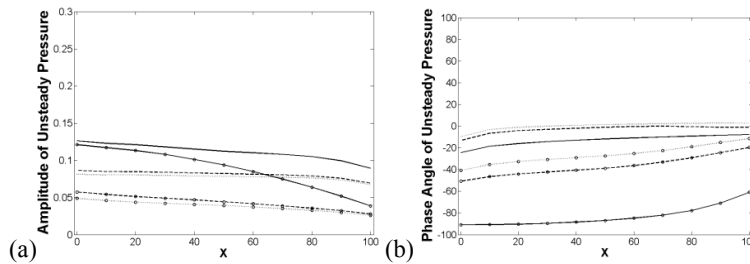 Amplitude of Unsteady Pressure
0.3
0.25
0.2
0.15
0.1
0.05
0
0 20 40 60 80 100
X
(a)
Phase Angle of Unsteady Pressure
100
80
60
40
20
0
-20
-40
-60
-80
-100
0 20 40 60 80 100
X
(b)